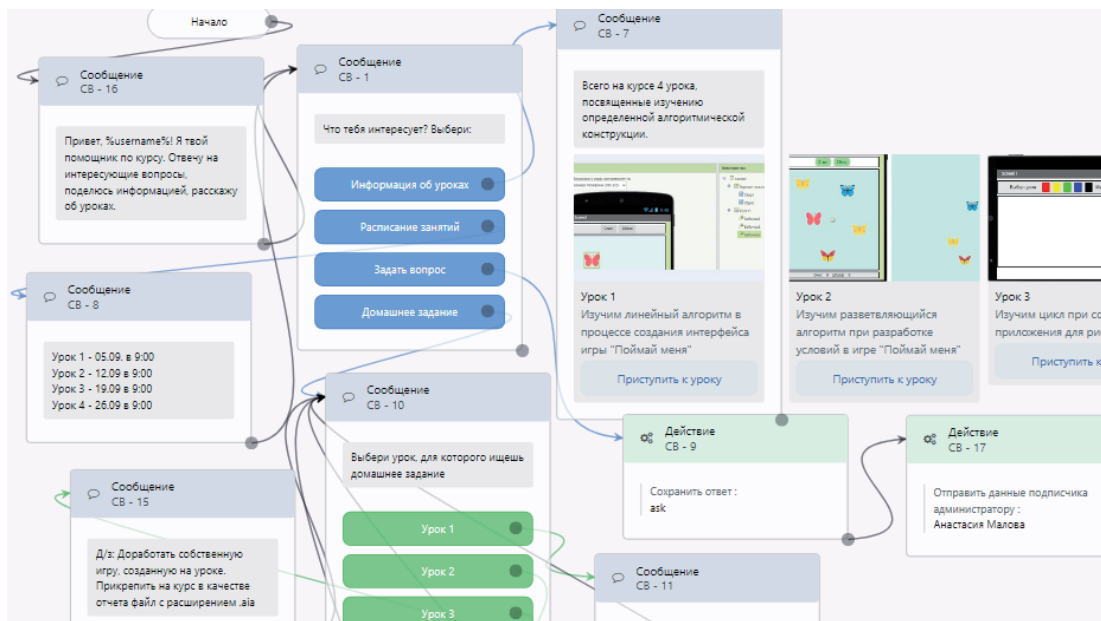 Начало
Сообщение
СВ - 16
Привет, %username%! Я твой
помощник по курсу. Отвечу на
интересующие вопросы,
поделюсь информацией, расскажу
об уроках.
Сообщение
СВ - 1
Что тебя интересует? Выбери:
Информация об уроках
Расписание занятий
Задать вопрос
Домашнее задание
Сообщение
СВ - 7
Всего на курсе 4 урока,
посвященные изучению
определенной алгоритмической
конструкции.
Урок 1
Изучим линейный алгоритм в
процессе создания интерфейса
игры "Поймай меня"
Приступить к уроку
Урок 2
Изучим разветвляющийся
алгоритм при разработке
условий в игре "Поймай меня"
Приступить к уроку
Урок 3
Изучим цикл при со
приложения для ри
Приступить к
Сообщение
СВ - 8
Урок 1 - 05.09. в 9:00
Урок 2 - 12.09 в 9:00
Урок 3 - 19.09 в 9:00
Урок 4 - 26.09 в 9:00
Сообщение
СВ - 10
Выбери урок, для которого ищешь
домашнее задание
Урок 1
Урок 2
Урок 3
Действие
СВ - 9
Сохранить ответ :
ask
Действие
СВ - 17
Отправить данные подписчика
администратору :
Анастасия Малова
Сообщение
СВ - 15
Д/з: Доработать собственную
игру, созданную на уроке.
Прикрепить на курс в качестве
отчета файл с расширением .aia
Сообщение
СВ - 11